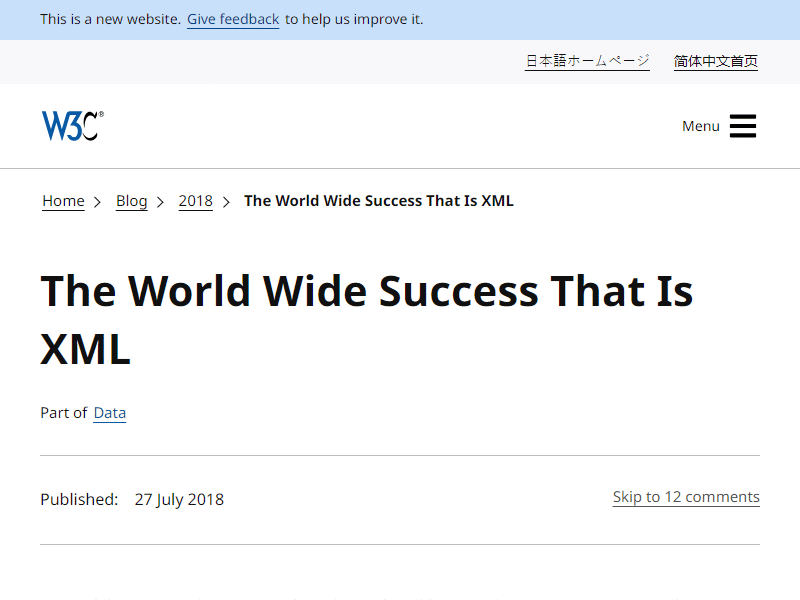 This is a new website. Give feedback to help us improve it.
日本語ホームページ 简体中文首页
W3C®
Menu
Home Blog 2018 The World Wide Success That Is XML
The World Wide Success That Is
XML
Part of Data
Published: 27 July 2018
Skip to 12 comments